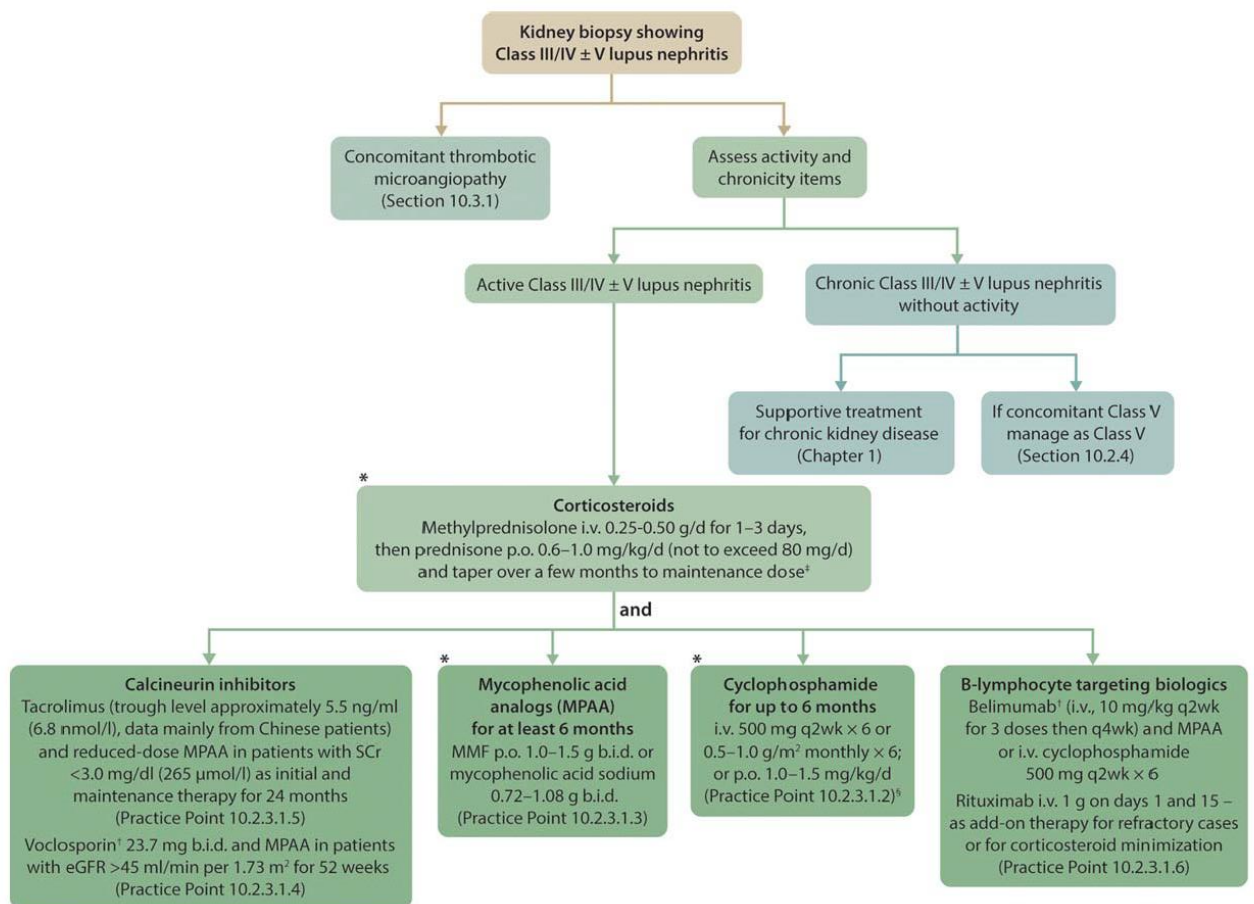 Kidney biopsy showing
Class III/IV ± V lupus nephritis
Concomitant thrombotic
microangiopathy
(Section 10.3.1)
Assess activity and
chronicity items
Active Class III/IV ± V lupus nephritis
Chronic Class III/IV ± V lupus nephritis
without activity
Supportive treatment
for chronic kidney disease
(Chapter 1)
If concomitant Class V
manage as Class V
(Section 10.2.4)
*
Corticosteroids
Methylprednisolone i.v. 0.25-0.50 g/d for 1–3 days,
then prednisone p.o. 0.6–1.0 mg/kg/d (not to exceed 80 mg/d)
and taper over a few months to maintenance dose‡
and
Calcineurin inhibitors
Tacrolimus (trough level approximately 5.5 ng/ml
(6.8 nmol/l), data mainly from Chinese patients)
and reduced-dose MPAA in patients with SCr
<3.0 mg/dl (265 µmol/l) as initial and
maintenance therapy for 24 months
(Practice Point 10.2.3.1.5)
Voclosporin† 23.7 mg b.i.d. and MPAA in patients
with eGFR >45 ml/min per 1.73 m² for 52 weeks
(Practice Point 10.2.3.1.4)
*
Mycophenolic acid
analogs (MPAA)
for at least 6 months
MMF p.o. 1.0–1.5 g b.i.d. or
mycophenolic acid sodium
0.72–1.08 g b.i.d.
(Practice Point 10.2.3.1.3)
*
Cyclophosphamide
for up to 6 months
i.v. 500 mg q2wk × 6 or
0.5–1.0 g/m² monthly × 6;
or p.o. 1.0–1.5 mg/kg/d
(Practice Point 10.2.3.1.2)§
B-lymphocyte targeting biologics
Belimumab† (i.v., 10 mg/kg q2wk
for 3 doses then q4wk) and MPAA
or i.v. cyclophosphamide
500 mg q2wk × 6
Rituximab i.v. 1 g on days 1 and 15 –
as add-on therapy for refractory cases
or for corticosteroid minimization
(Practice Point 10.2.3.1.6)